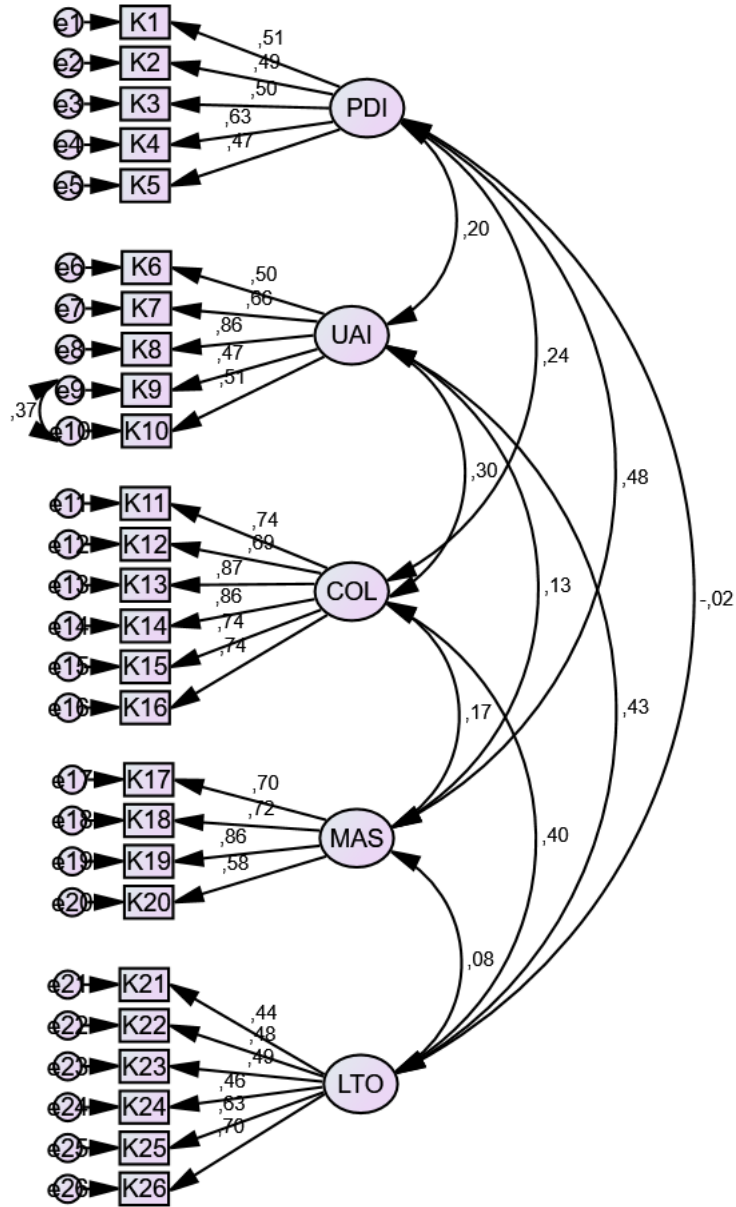 e1 K1 ,51
e2 K2 ,49
e3 K3 ,50 PDI
e4 K4 ,63
e5 K5 ,47
,20
e6 K6 ,50
e7 K7 ,66
e8 K8 ,86 UAI
,24
e9 K9 ,47
,37
e10 K10 ,51
,30 ,48
e11 K11 ,74
e12 K12 ,69
e13 K13 ,87 COL
,13 -,02
e14 K14 ,86
e15 K15 ,74
e16 K16 ,74
,17 ,43
e17 K17 ,70
e18 K18 ,72
MAS ,40
e19 K19 ,86
e20 K20 ,58
,08
e21 K21 ,44
e22 K22 ,48
e23 K23 ,49
LTO
e24 K24 ,46
e25 K25 ,63
e26 K26 ,70